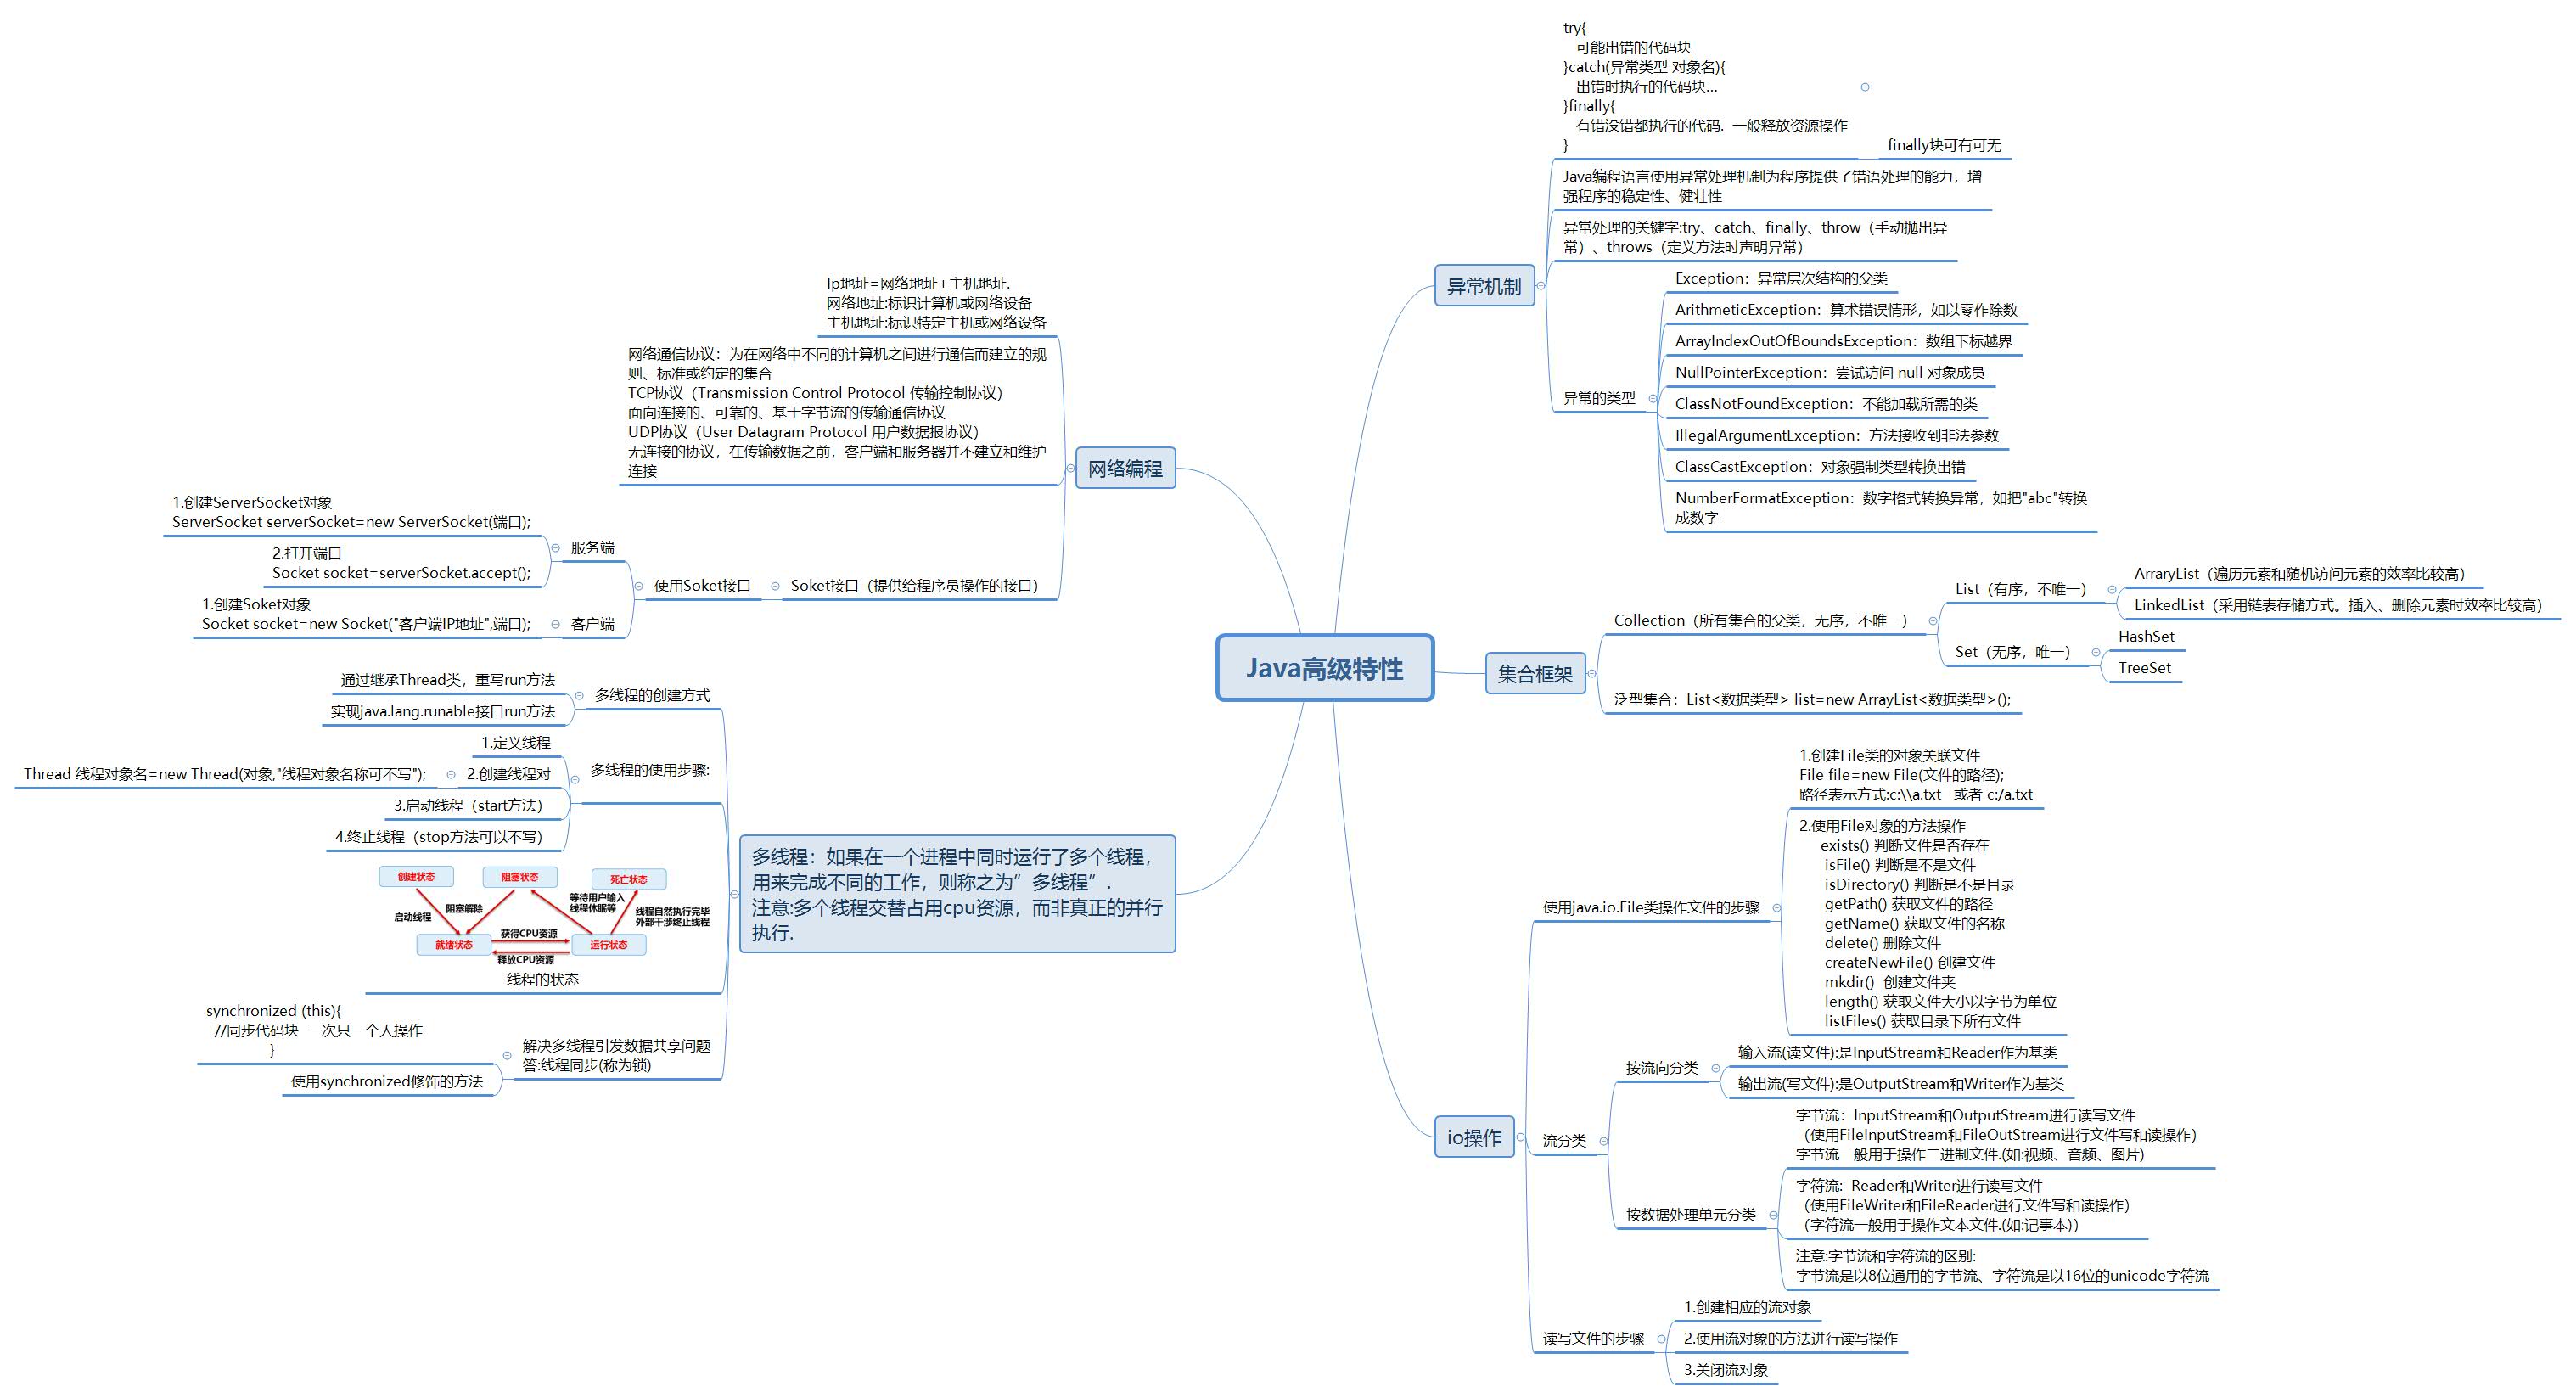 Java高级特性
异常机制
try{
可能出错的代码块
}catch(异常类型 对象名){
出错时执行的代码块...
}finally{
有错没错都执行的代码. 一般释放资源操作
}
finally块可有可无
Java编程语言使用异常处理机制为程序提供了错语处理的能力，增
强程序的稳定性、健壮性
异常处理的关键字:try、catch、finally、throw（手动抛出异
常）、throws（定义方法时声明异常）
异常的类型
Exception：异常层次结构的父类
ArithmeticException：算术错误情形，如以零作除数
ArrayIndexOutOfBoundsException：数组下标越界
NullPointerException：尝试访问 null 对象成员
ClassNotFoundException：不能加载所需的类
IllegalArgumentException：方法接收到非法参数
ClassCastException：对象强制类型转换出错
NumberFormatException：数字格式转换异常，如把"abc"转换
成数字
集合框架
Collection（所有集合的父类，无序，不唯一）
List（有序，不唯一）
ArraryList（遍历元素和随机访问元素的效率比较高）
LinkedList（采用链表存储方式。插入、删除元素时效率比较高）
Set（无序，唯一）
HashSet
TreeSet
泛型集合：List<数据类型> list=new ArrayList<数据类型>();
io操作
使用java.io.File类操作文件的步骤
1.创建File类的对象关联文件
File file=new File(文件的路径);
路径表示方式:c:\\a.txt 或者 c:/a.txt
2.使用File对象的方法操作
exists() 判断文件是否存在
isFile() 判断是不是文件
isDirectory() 判断是不是目录
getPath() 获取文件的路径
getName() 获取文件的名称
delete() 删除文件
createNewFile() 创建文件
mkdir() 创建文件夹
length() 获取文件大小以字节为单位
listFiles() 获取目录下所有文件
流分类
按流向分类
输入流(读文件):是InputStream和Reader作为基类
输出流(写文件):是OutputStream和Writer作为基类
按数据处理单元分类
字节流：InputStream和OutputStream进行读写文件
（使用FileInputStream和FileOutStream进行文件写和读操作）
字节流一般用于操作二进制文件.(如:视频、音频、图片)
字符流: Reader和Writer进行读写文件
（使用FileWriter和FileReader进行文件写和读操作）
（字符流一般用于操作文本文件.(如:记事本)）
注意:字节流和字符流的区别:
字节流是以8位通用的字节流、字符流是以16位的unicode字符流
读写文件的步骤
1.创建相应的流对象
2.使用流对象的方法进行读写操作
3.关闭流对象
网络编程
Ip地址=网络地址+主机地址.
网络地址:标识计算机或网络设备
主机地址:标识特定主机或网络设备
网络通信协议：为在网络中不同的计算机之间进行通信而建立的规
则、标准或约定的集合
TCP协议（Transmission Control Protocol 传输控制协议）
面向连接的、可靠的、基于字节流的传输通信协议
UDP协议（User Datagram Protocol 用户数据报协议）
无连接的协议，在传输数据之前，客户端和服务器并不建立和维护
连接
Soket接口（提供给程序员操作的接口）
使用Soket接口
服务端
1.创建ServerSocket对象
ServerSocket serverSocket=new ServerSocket(端口);
2.打开端口
Socket socket=serverSocket.accept();
客户端
1.创建Soket对象
Socket socket=new Socket("客户端IP地址",端口);
多线程：如果在一个进程中同时运行了多个线程，
用来完成不同的工作，则称之为”多线程”.
注意:多个线程交替占用cpu资源，而非真正的并行
执行.
多线程的创建方式
通过继承Thread类，重写run方法
实现java.lang.runable接口run方法
多线程的使用步骤:
1.定义线程
2.创建线程对
Thread 线程对象名=new Thread(对象,"线程对象名称可不写");
3.启动线程（start方法）
4.终止线程（stop方法可以不写）
创建状态
阻塞状态
死亡状态
启动线程
阻塞解除
等待用户输入
线程休眠等
线程自然执行完毕
外部干涉终止线程
获得CPU资源
就绪状态
运行状态
释放CPU资源
线程的状态
解决多线程引发数据共享问题
答:线程同步(称为锁)
synchronized (this){
//同步代码块 一次只一个人操作
}
使用synchronized修饰的方法